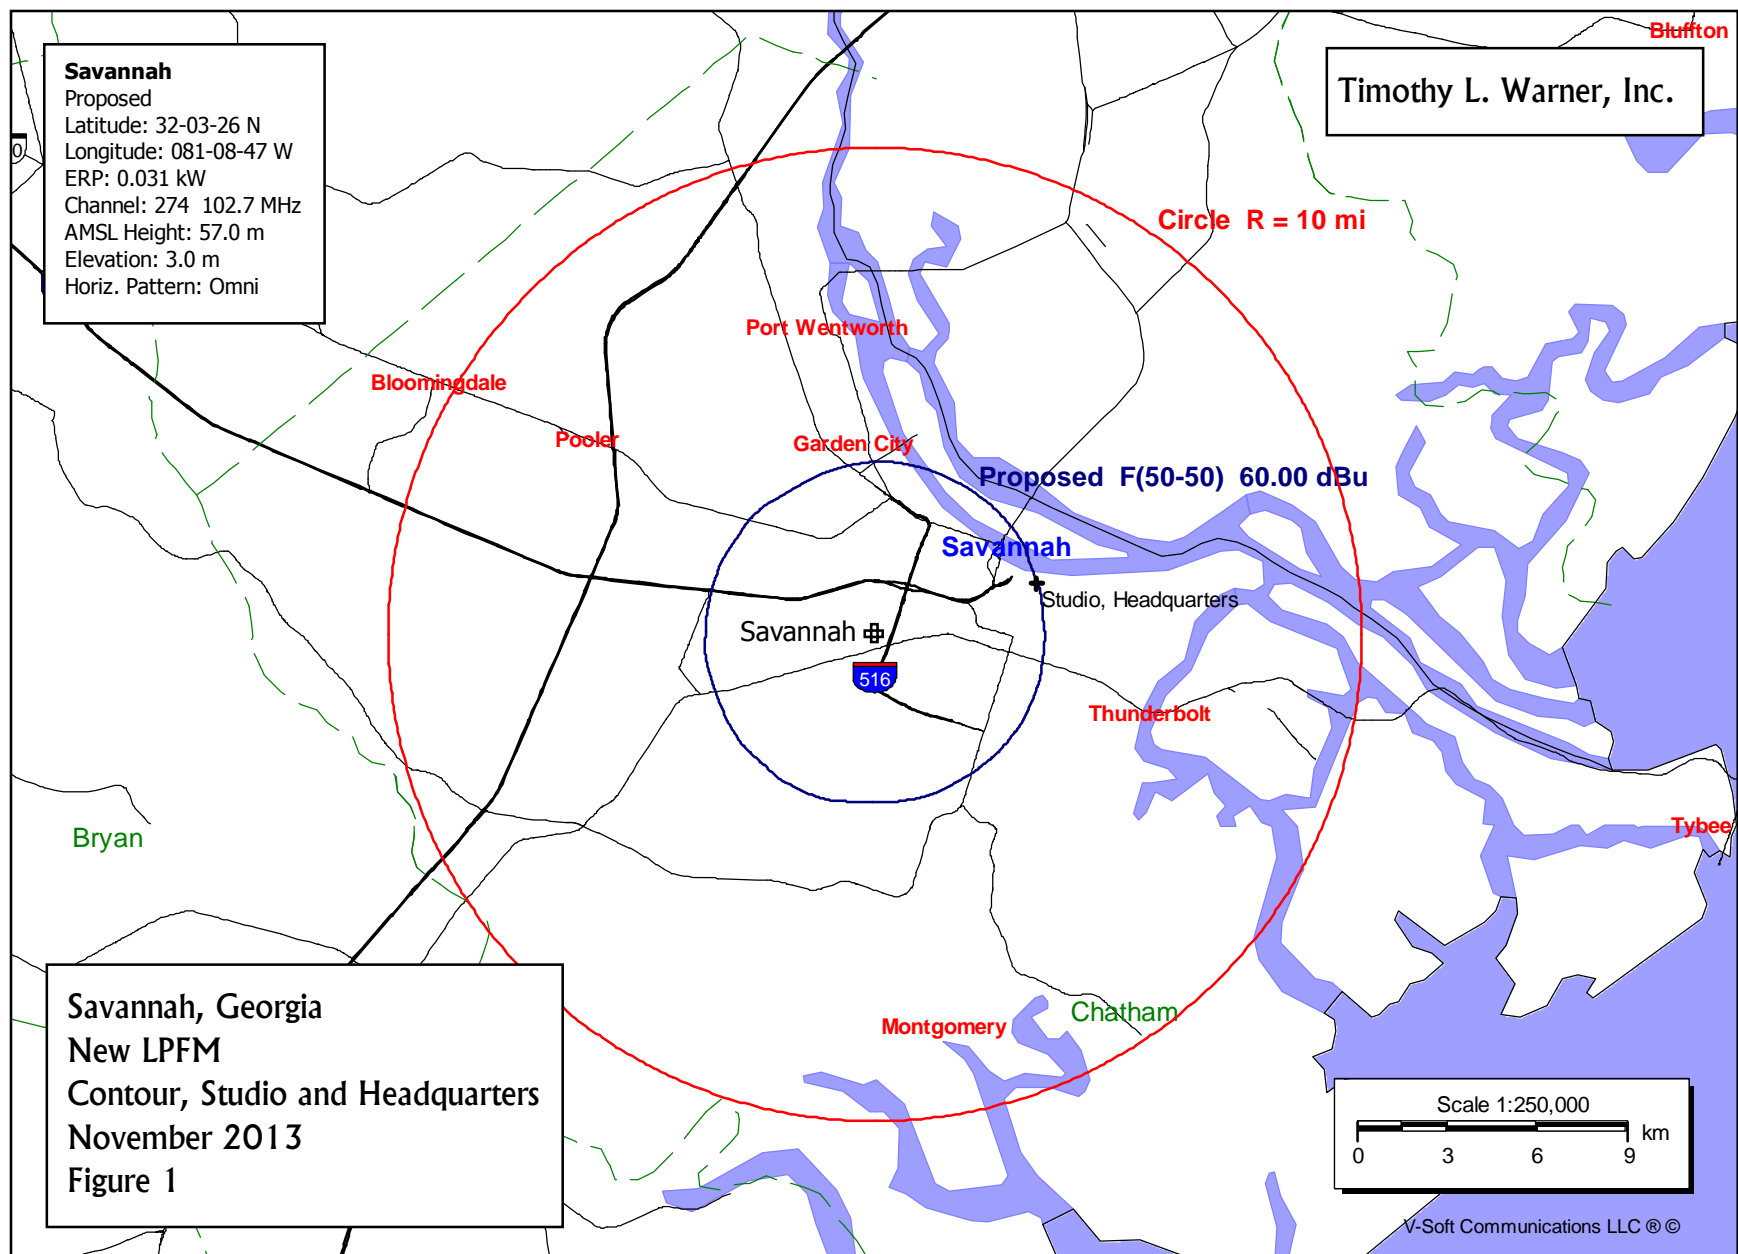 Bluffton
Savannah
Proposed
Latitude: 32-03-26 N
Longitude: 081-08-47 W
ERP: 0.031 kW
Channel: 274  102.7 MHz
AMSL Height: 57.0 m
Elevation: 3.0 m
Horiz. Pattern: Omni
Timothy L. Warner, Inc.
0
Circle  R = 10 mi
Port Wentworth
Bloomingdale
Pooler
Garden City
Proposed  F(50-50)  60.00 dBu
Savannah
Studio, Headquarters
Savannah
516
Thunderbolt
Tybee
Bryan
Chatham
Montgomery
Savannah, Georgia
New LPFM
Contour, Studio and Headquarters
November 2013
Figure 1
Scale 1:250,000
km
0 3 6 9
V-Soft Communications LLC ® ©